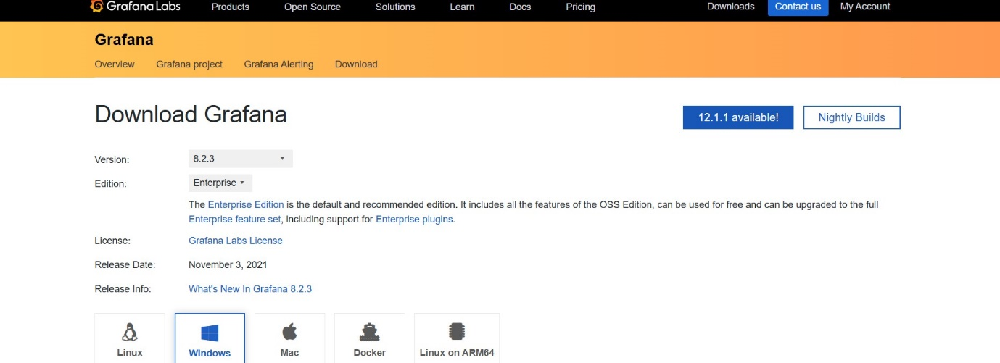 Grafana Labs Products Open Source Solutions Learn Docs Pricing Downloads Contact us My Account
Grafana
Overview Grafana project Grafana Alerting Download
Download Grafana
12.1.1 available! Nightly Builds
Version: 8.2.3
Edition: Enterprise
The Enterprise Edition is the default and recommended edition. It includes all the features of the OSS Edition, can be used for free and can be upgraded to the full
Enterprise feature set, including support for Enterprise plugins.
License: Grafana Labs License
Release Date: November 3, 2021
Release Info: What's New In Grafana 8.2.3
Linux Windows Mac Docker Linux on ARM64